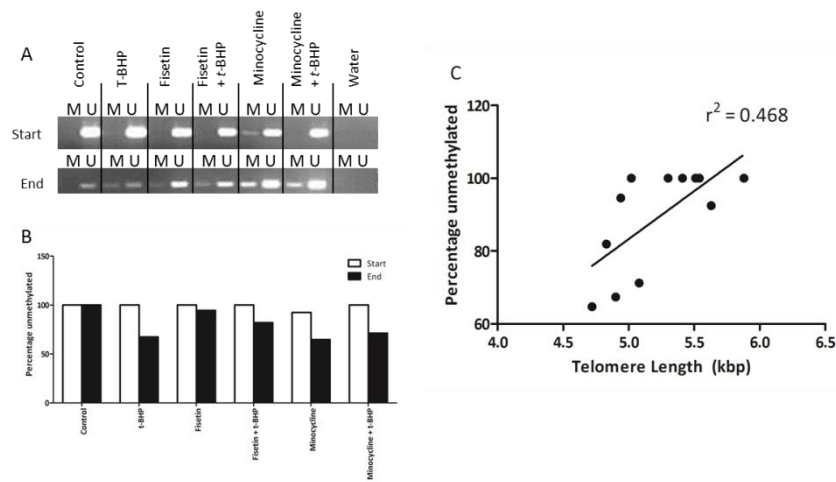 A
Control
T-BHP
Fisetin
Fisetin
+ t-BHP
Minocycline
Minocycline
+ t-BHP
Water
M U M U M U M U M U M U M U
Start
M U M U M U M U M U M U M U
End
B
150
100
50
0
Percentage unmethylated
Start
End
Control
t-BHP
Fisetin
Fisetin + t-BHP
Minocycline
Minocycline + t-BHP
C
r² = 0.468
120
100
80
60
Percentage unmethylated
4.0 4.5 5.0 5.5 6.0 6.5
Telomere Length (kbp)